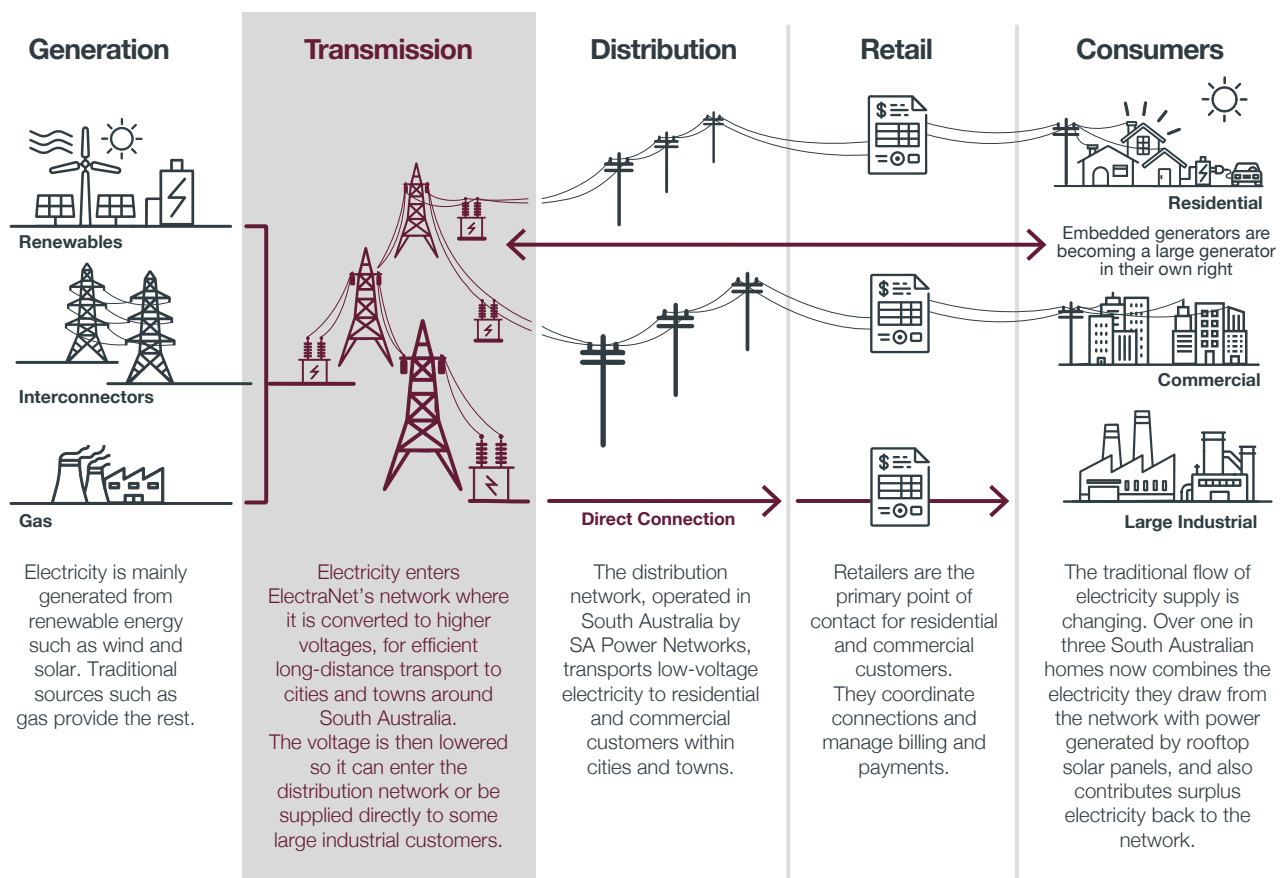 Generation
Transmission
Distribution
Retail
Consumers
$
$
$
Renewables
Interconnectors
Gas
Residential
Embedded generators are
becoming a large generator
in their own right
Commercial
Large Industrial
Direct Connection
Electricity is mainly
generated from
renewable energy
such as wind and
solar. Traditional
sources such as
gas provide the rest.
Electricity enters
ElectraNet’s network where
it is converted to higher
voltages, for efficient
long-distance transport to
cities and towns around
South Australia.
The voltage is then lowered
so it can enter the
distribution network or be
supplied directly to some
large industrial customers.
The distribution
network, operated in
South Australia by
SA Power Networks,
transports low-voltage
electricity to residential
and commercial
customers within
cities and towns.
Retailers are the
primary point of
contact for residential
and commercial
customers.
They coordinate
connections and
manage billing and
payments.
The traditional flow of
electricity supply is
changing. Over one in
three South Australian
homes now combines the
electricity they draw from
the network with power
generated by rooftop
solar panels, and also
contributes surplus
electricity back to the
network.